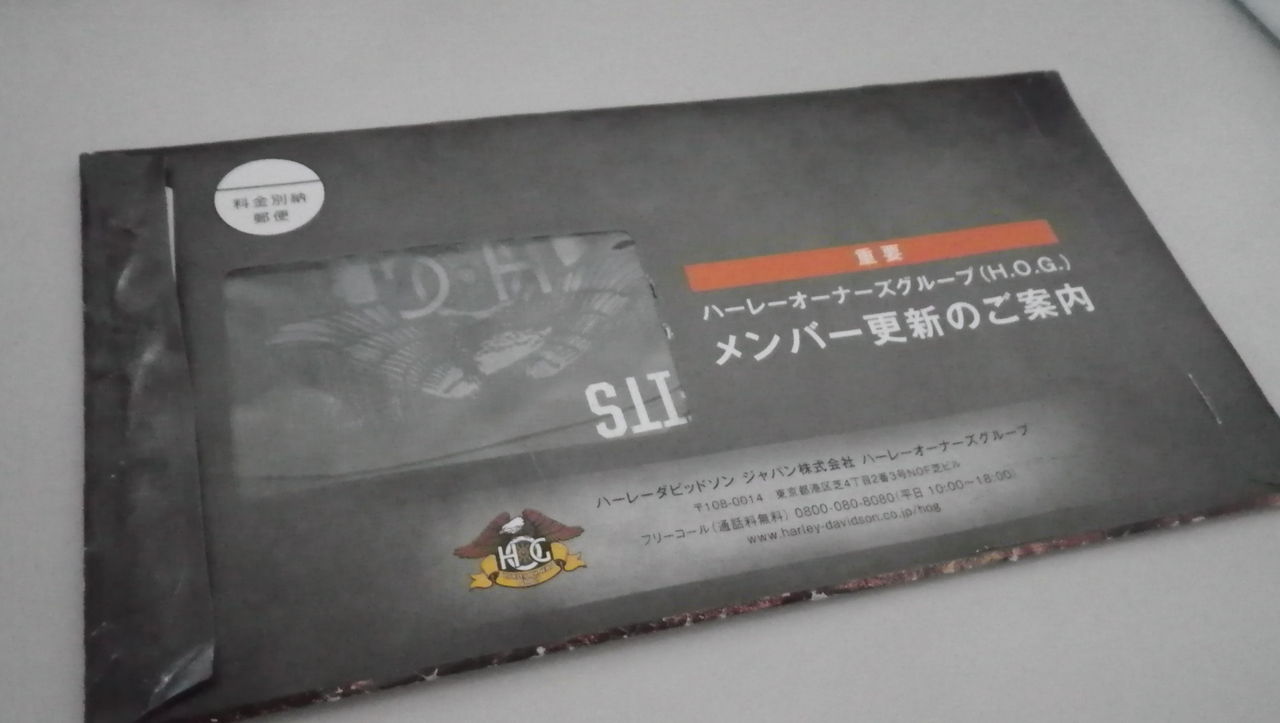 料金別納
郵便
重要
ハーレーオーナーズグループ(H.O.G.)
メンバー更新のご案内
H.O.G.
ITS
ハーレーダビッドソン ジャパン株式会社 ハーレーオーナーズグループ
〒108-0014 東京都港区芝4丁目2番3号NOF芝ビル
フリーコール(通話料無料) 0800-080-8080(平日 10:00~18:00)
www.harley-davidson.co.jp/hog
HOG